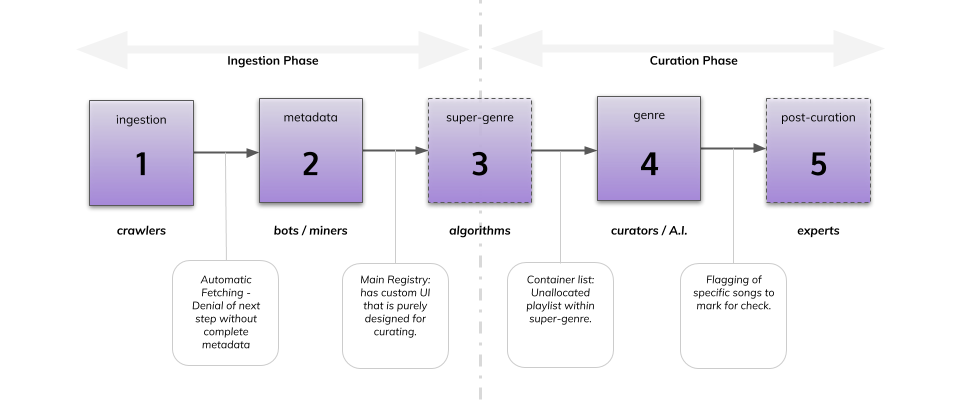 Ingestion Phase
Curation Phase
ingestion
1
metadata
2
super-genre
3
genre
4
post-curation
5
crawlers
bots / miners
algorithms
curators / A.I.
experts
Automatic
Fetching -
Denial of next
step without
complete
metadata
Main Registry:
has custom UI
that is purely
designed for
curating.
Container list:
Unallocated
playlist within
super-genre.
Flagging of
specific songs to
mark for check.